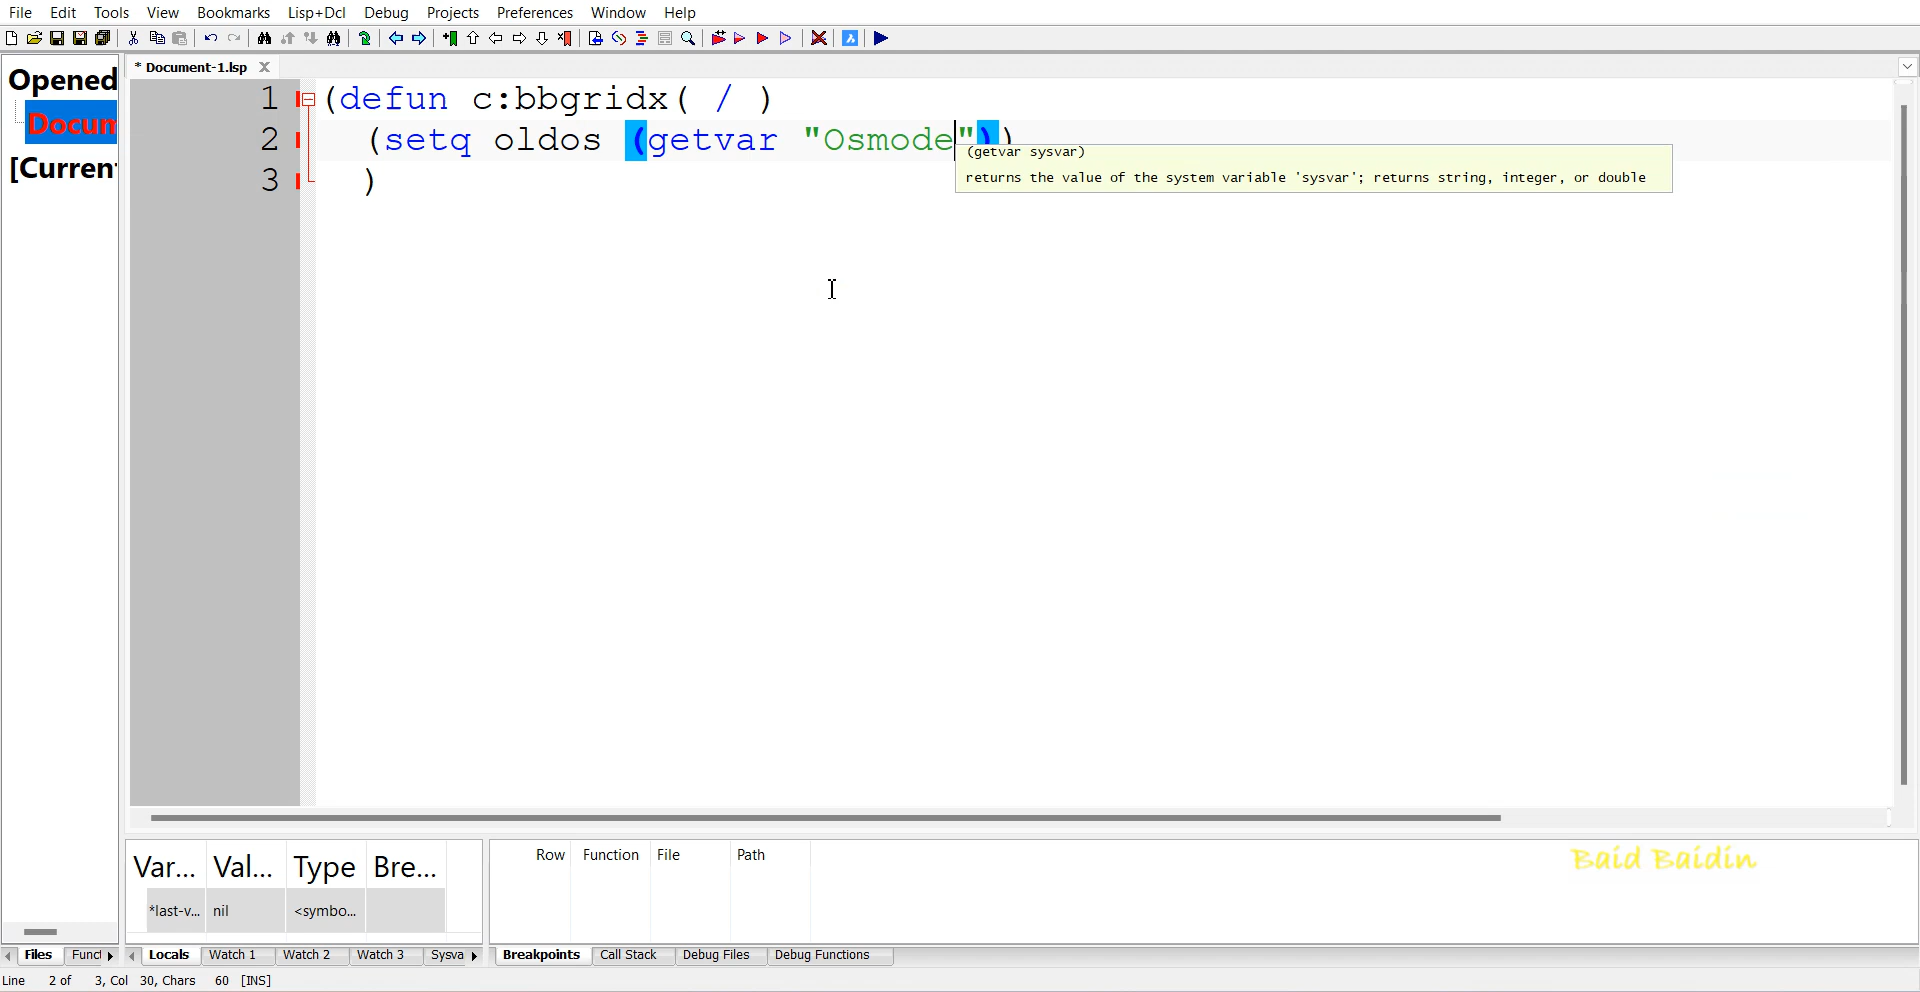 File Edit Tools View Bookmarks Lisp+Dcl Debug Projects Preferences Window Help
Opened
* Document-1.lsp
Docum
[Current
1 (defun c:bbgridx( / )
2 (setq oldos (getvar "Osmode"))
3 )
(getvar sysvar)
returns the value of the system variable 'sysvar'; returns string, integer, or double
Var... Val... Type Bre...
*last-v... nil <symbo...
Row Function File Path
Baid Baidin
Files Funct Locals Watch 1 Watch 2 Watch 3 Sysva Breakpoints Call Stack Debug Files Debug Functions
Line 2 of 3, Col 30, Chars 60 [INS]